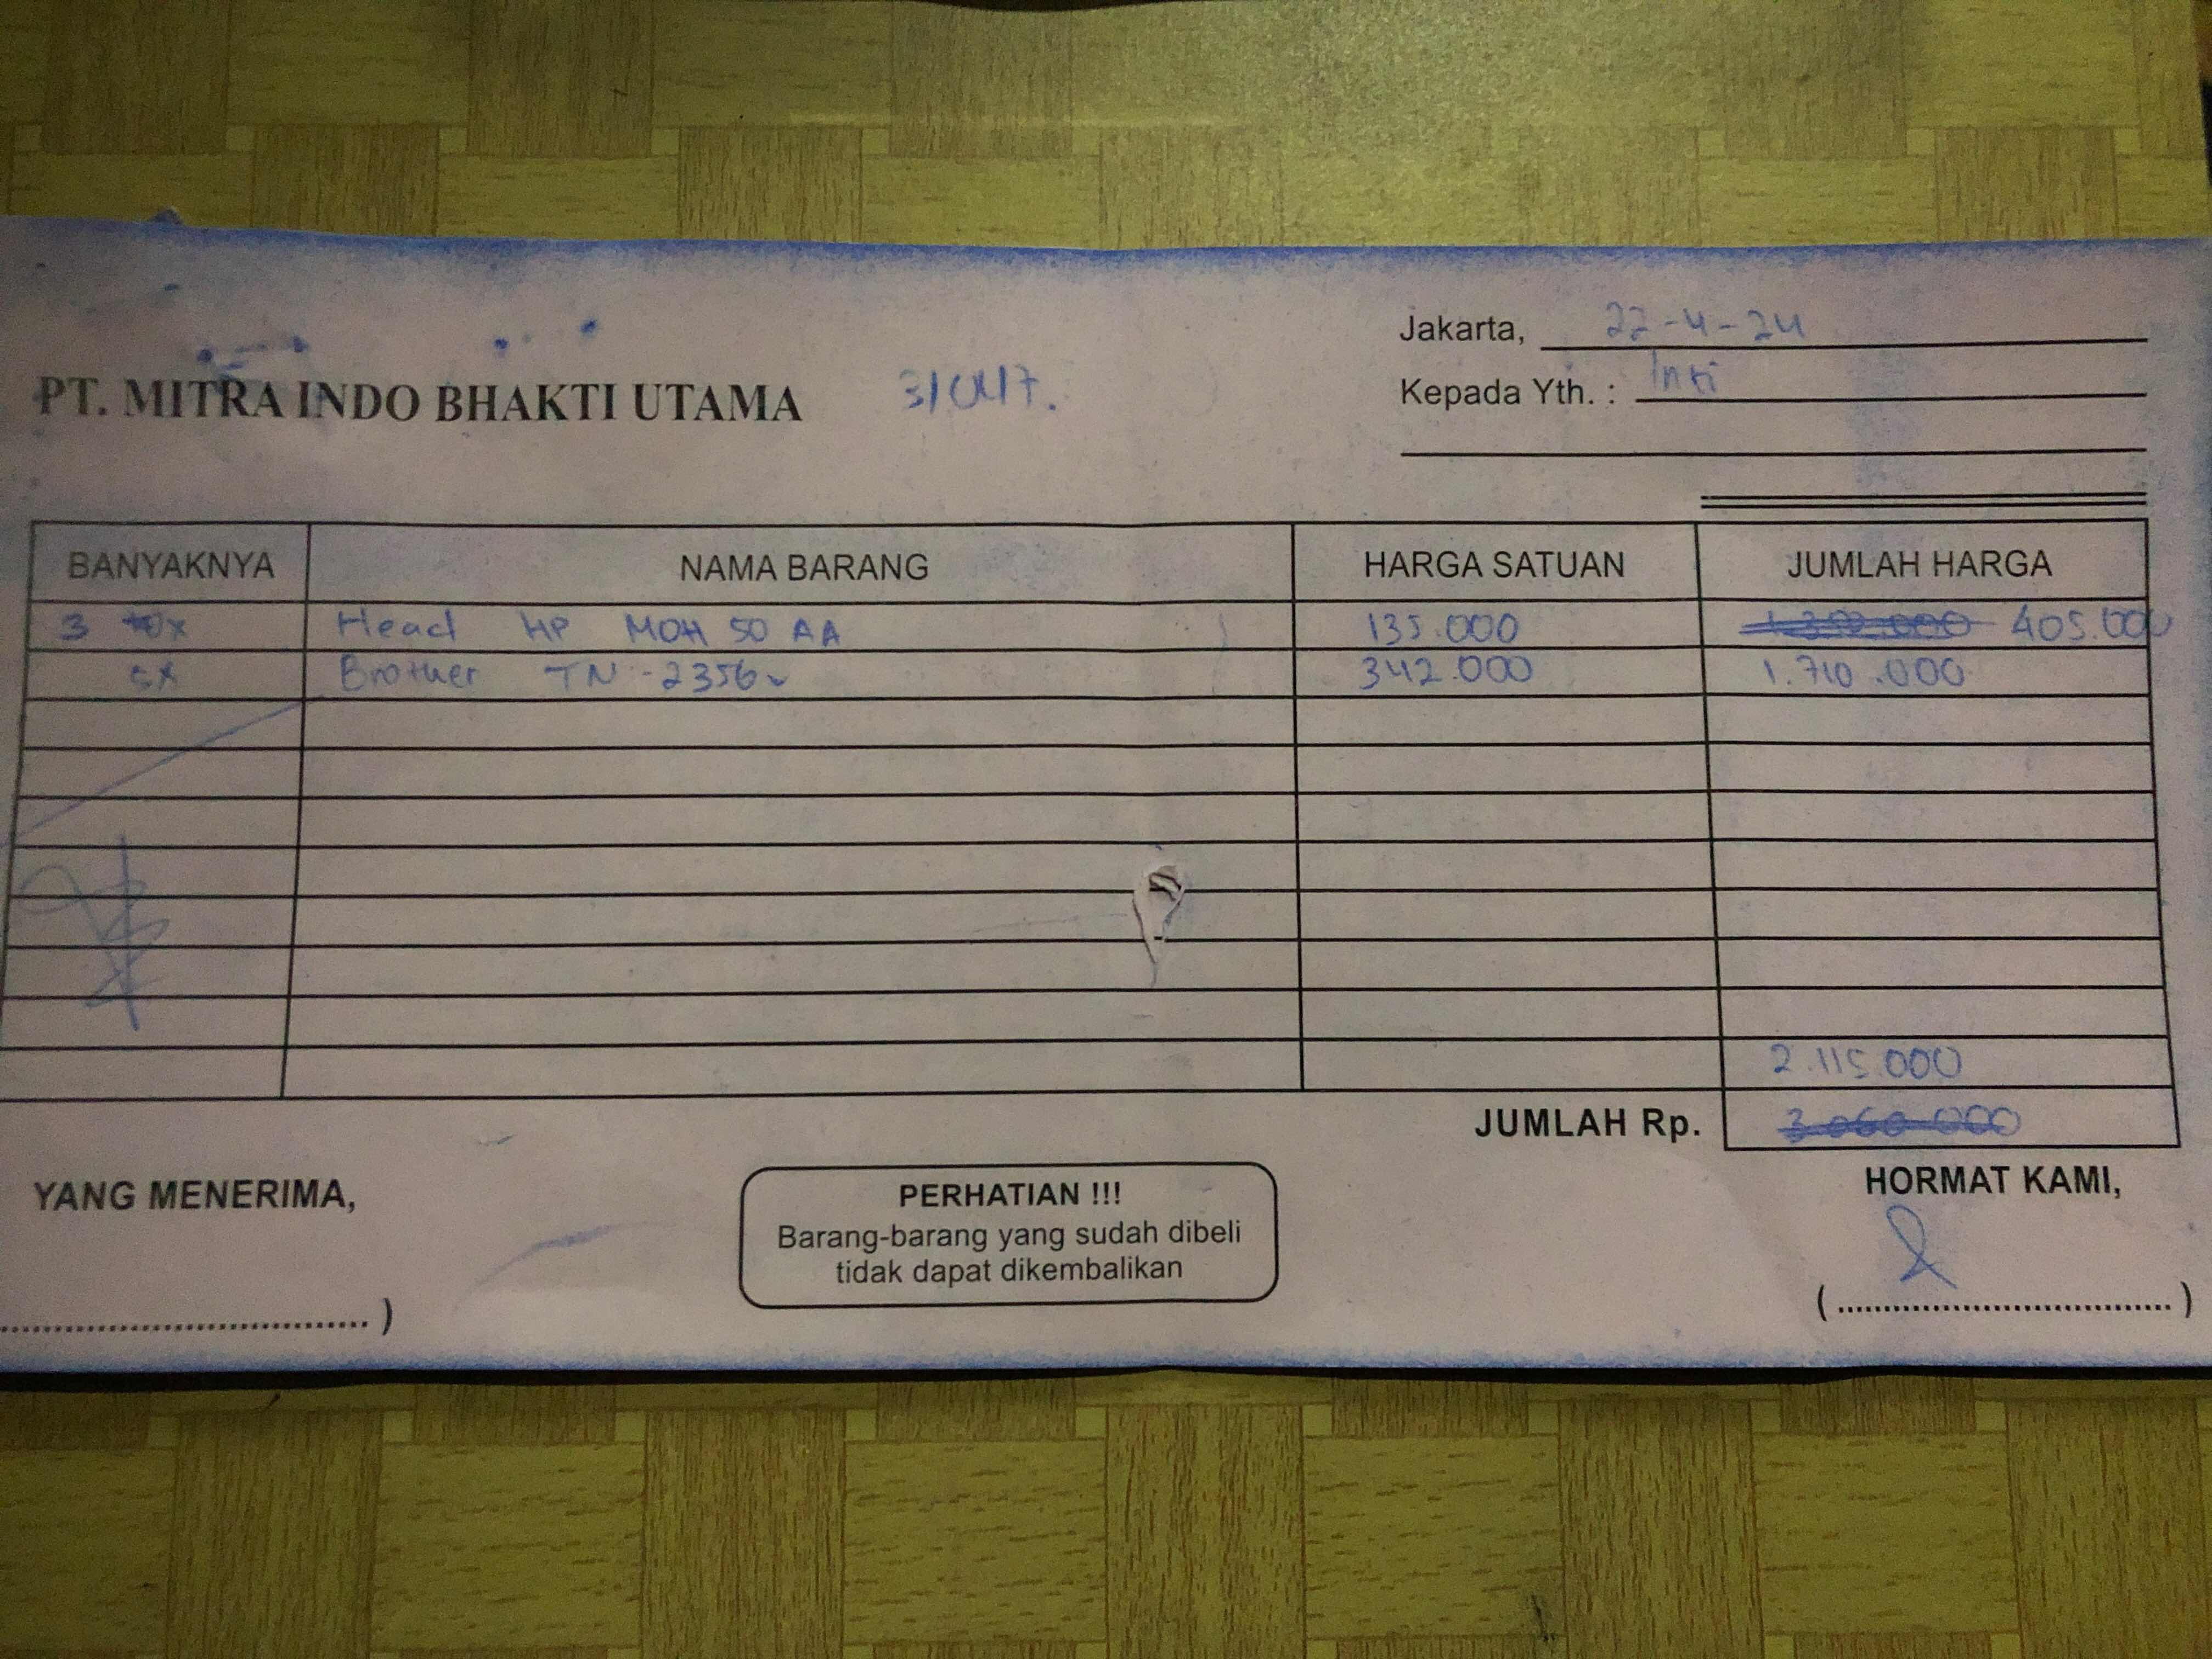 Jakarta, 22-4-24
PT. MITRA INDO BHAKTI UTAMA
Kepada Yth. : Inti
BANYAKNYA NAMA BARANG HARGA SATUAN JUMLAH HARGA
3 10x Head HP MOH 50 AA 135.000 1.350.000 405.000
5x Brother TN-2356 342.000 1.710.000
2.115.000
JUMLAH Rp. 3.060.000
YANG MENERIMA,
PERHATIAN !!!
HORMAT KAMI,
Barang-barang yang sudah dibeli
tidak dapat dikembalikan